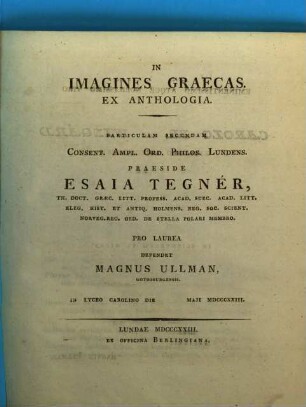 IN
IMAGINES GRAECAS.
EX ANTHOLOGIA.
PARTICULAM SECUNDAM
CONSENT. AMPL. ORD. PHILOS. LUNDENS.
PRAESIDE
ESAIA TEGNÉR,
TH. DOCT. GRÆC. LITT. PROFESS. ACAD. SUEC. ACAD. LITT.
ELEG. HIST. ET ANTIQ. HOLMENS. REG. SOC. SCIENT.
NORVEG. REG. ORD. DE STELLA POLARI MEMBRO.
PRO LAUREA
DEFENDET
MAGNUS ULLMAN,
GOTHOBURGENSIS.
IN LYCEO CAROLINO DIE MAJI MDCCCXXIII.
LUNDAE MDCCCXXIII.
EX OFFICINA BERLINGIANA.